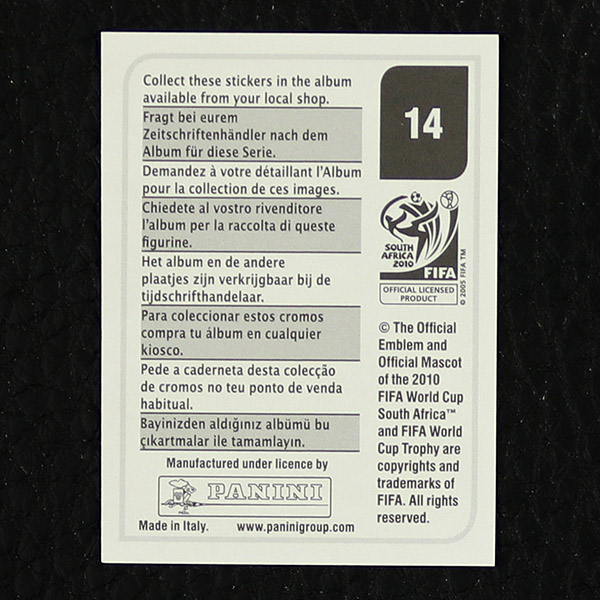 Collect these stickers in the album
available from your local shop.
Fragt bei eurem
Zeitschriftenhändler nach dem
Album für diese Serie.
Demandez à votre détaillant l'Album
pour la collection de ces images.
Chiedete al vostro rivenditore
l'album per la raccolta di queste
figurine.
Het album en de andere
plaatjes zijn verkrijgbaar bij de
tijdschrifthandelaar.
Para coleccionar estos cromos
compra tu álbum en cualquier
kiosco.
Pede a caderneta desta colecção
de cromos no teu ponto de venda
habitual.
Bayinizden aldığınız albümü bu
çıkartmalar ile tamamlayın.
Manufactured under licence by
PANINI
Made in Italy. www.paninigroup.com
14
SOUTH
AFRICA
2010
FIFA
© 2005 FIFA TM
OFFICIAL LICENSED
PRODUCT
© The Official
Emblem and
Official Mascot
of the 2010
FIFA World Cup
South Africa™
and FIFA World
Cup Trophy are
copyrights and
trademarks of
FIFA. All rights
reserved.